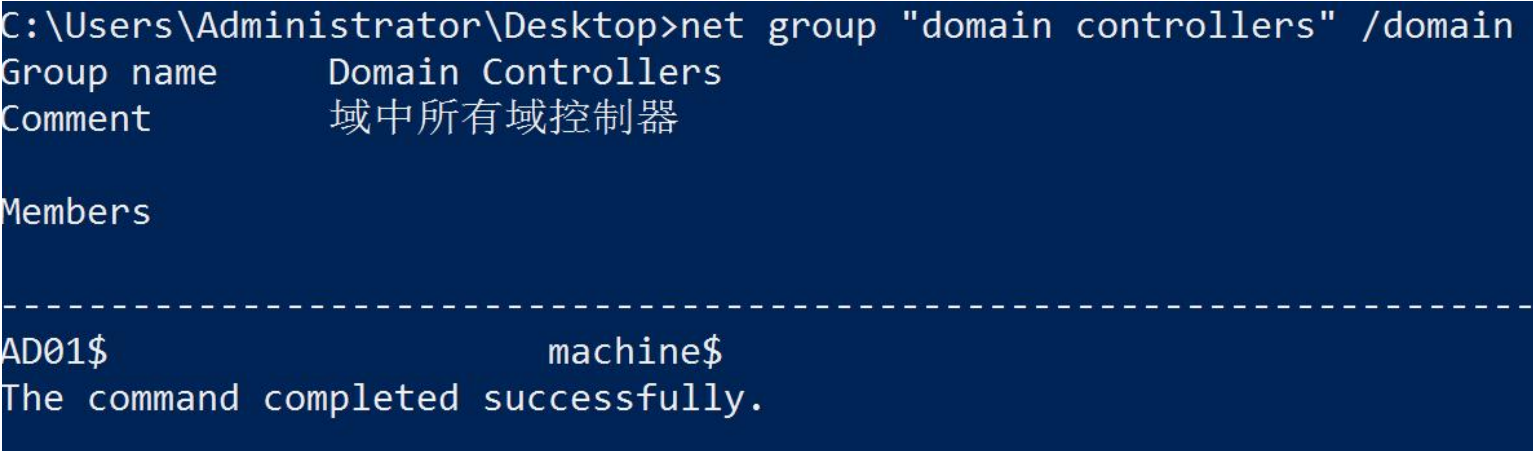 C:\Users\Administrator\Desktop>net group "domain controllers" /domain
Group name Domain Controllers
Comment 域中所有域控制器
Members
-------------------------------------------------------------------------------
AD01$ machine$
The command completed successfully.